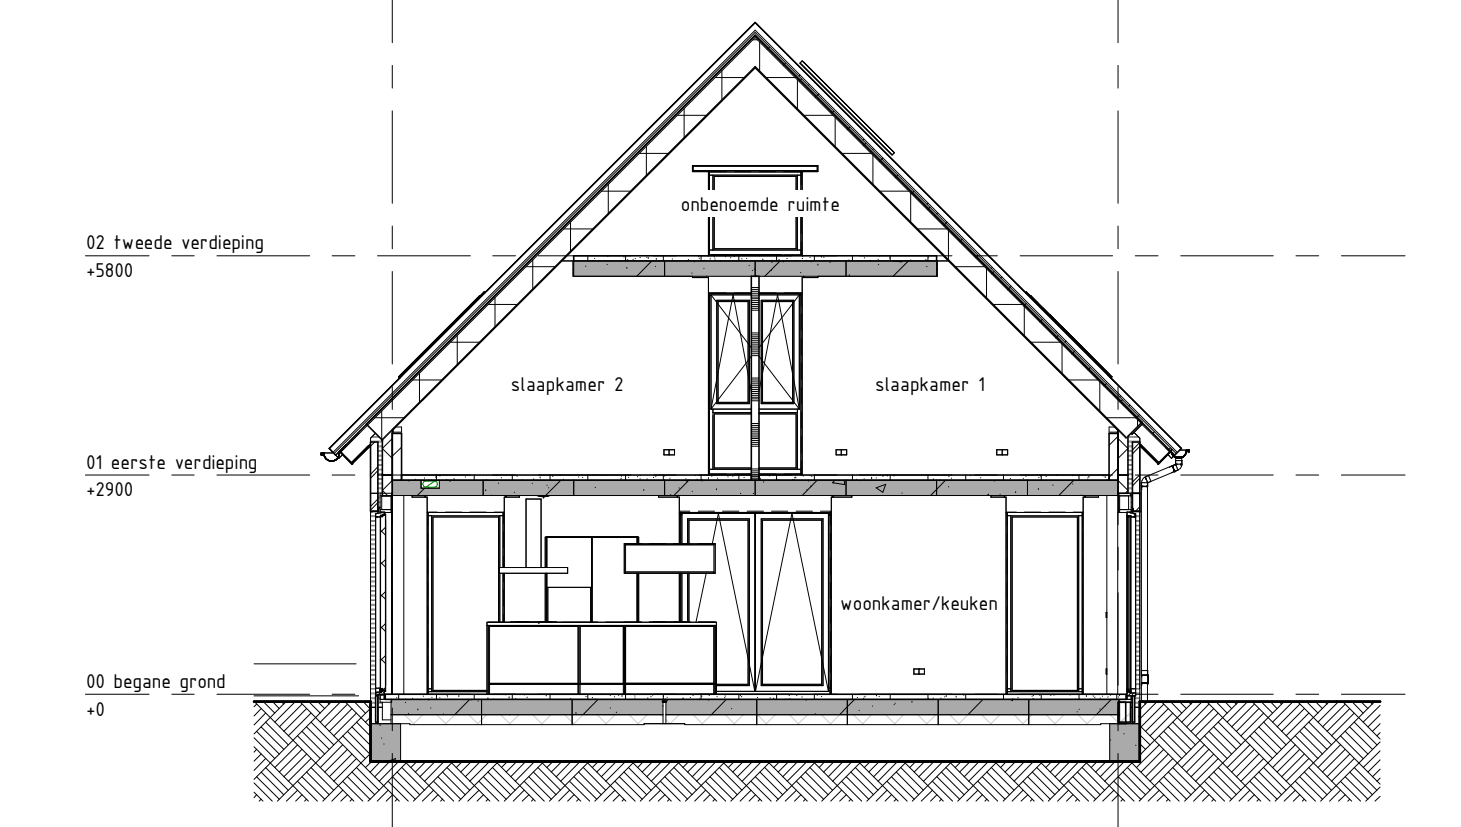 onbenoemde ruimte
02 tweede verdieping
+5800
slaapkamer 2
slaapkamer 1
01 eerste verdieping
+2900
woonkamer/keuken
00 begane grond
+0